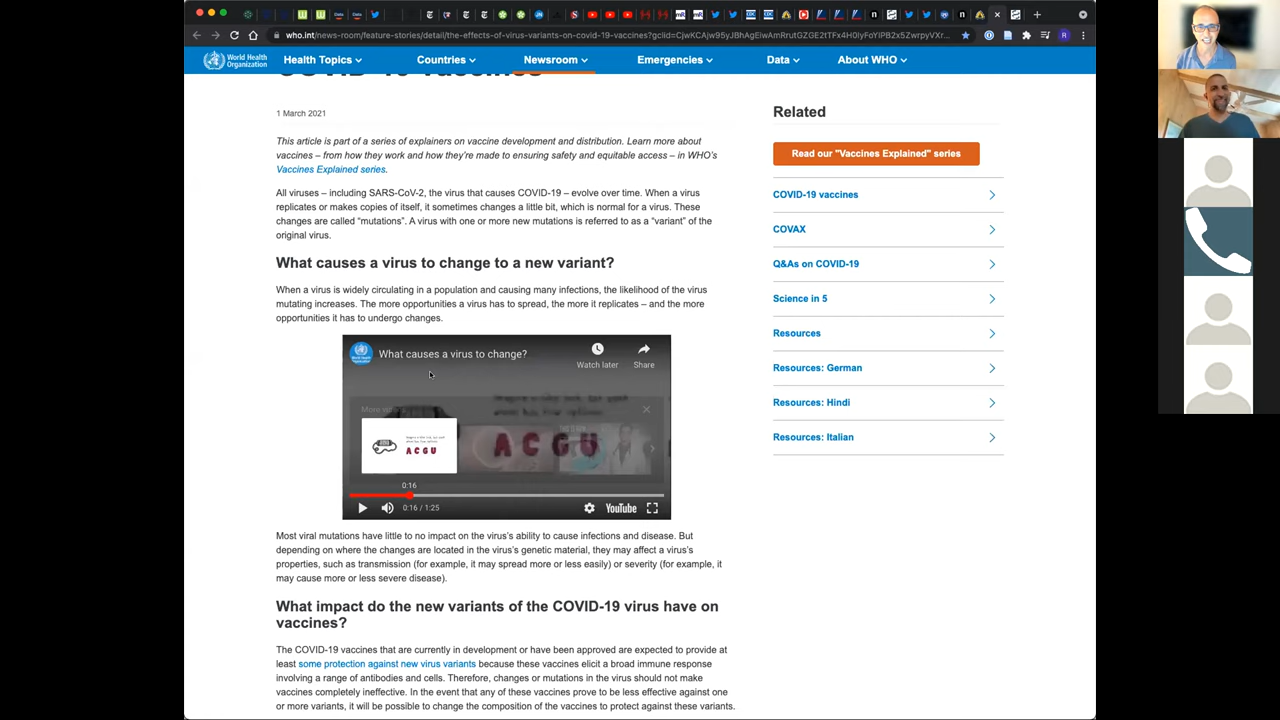 who.int/news-room/feature-stories/detail/the-effects-of-virus-variants-on-covid-19-vaccines?gclid=
World Health
Organization
Health Topics
Countries
Newsroom
Emergencies
Data
About WHO
COVID-19 vaccines
1 March 2021
This article is part of a series of explainers on vaccine development and distribution. Learn more about
vaccines – from how they work and how they're made to ensuring safety and equitable access – in WHO's
Vaccines Explained series.
All viruses – including SARS-CoV-2, the virus that causes COVID-19 – evolve over time. When a virus
replicates or makes copies of itself, it sometimes changes a little bit, which is normal for a virus. These
changes are called “mutations”. A virus with one or more new mutations is referred to as a “variant” of the
original virus.
What causes a virus to change to a new variant?
When a virus is widely circulating in a population and causing many infections, the likelihood of the virus
mutating increases. The more opportunities a virus has to spread, the more it replicates – and the more
opportunities it has to undergo changes.
What causes a virus to change?
Watch later
Share
A C G U
A C G U
0:16
0:16 / 1:25
YouTube
Most viral mutations have little to no impact on the virus's ability to cause infections and disease. But
depending on where the changes are located in the virus's genetic material, they may affect a virus's
properties, such as transmission (for example, it may spread more or less easily) or severity (for example, it
may cause more or less severe disease).
What impact do the new variants of the COVID-19 virus have on
vaccines?
The COVID-19 vaccines that are currently in development or have been approved are expected to provide at
least some protection against new virus variants because these vaccines elicit a broad immune response
involving a range of antibodies and cells. Therefore, changes or mutations in the virus should not make
vaccines completely ineffective. In the event that any of these vaccines prove to be less effective against one
or more variants, it will be possible to change the composition of the vaccines to protect against these variants.
Related
Read our "Vaccines Explained" series
COVID-19 vaccines
COVAX
Q&As on COVID-19
Science in 5
Resources
Resources: German
Resources: Hindi
Resources: Italian